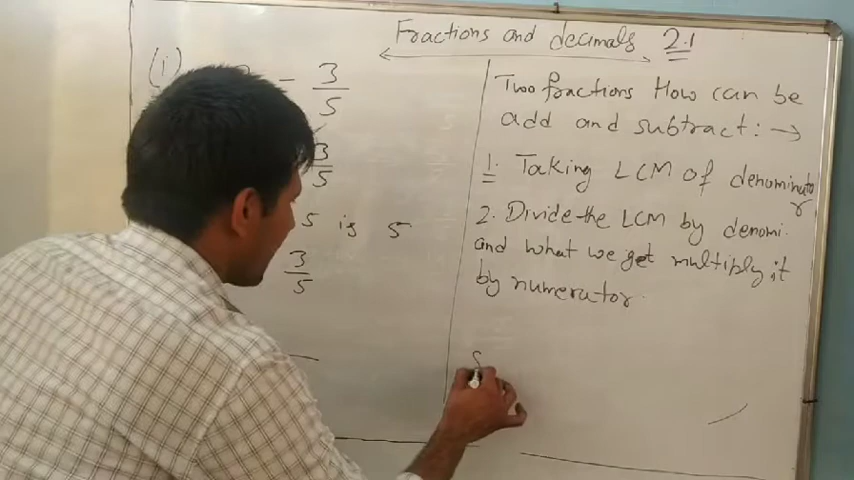 Fractions and decimals 2.1
(i)
- 3/5
3/5
5 is 5
3/5
Two fractions How can be
add and subtract: →
1. Taking LCM of denominator
2. Divide the LCM by denomi.
and what we get multiply it
by numerator.